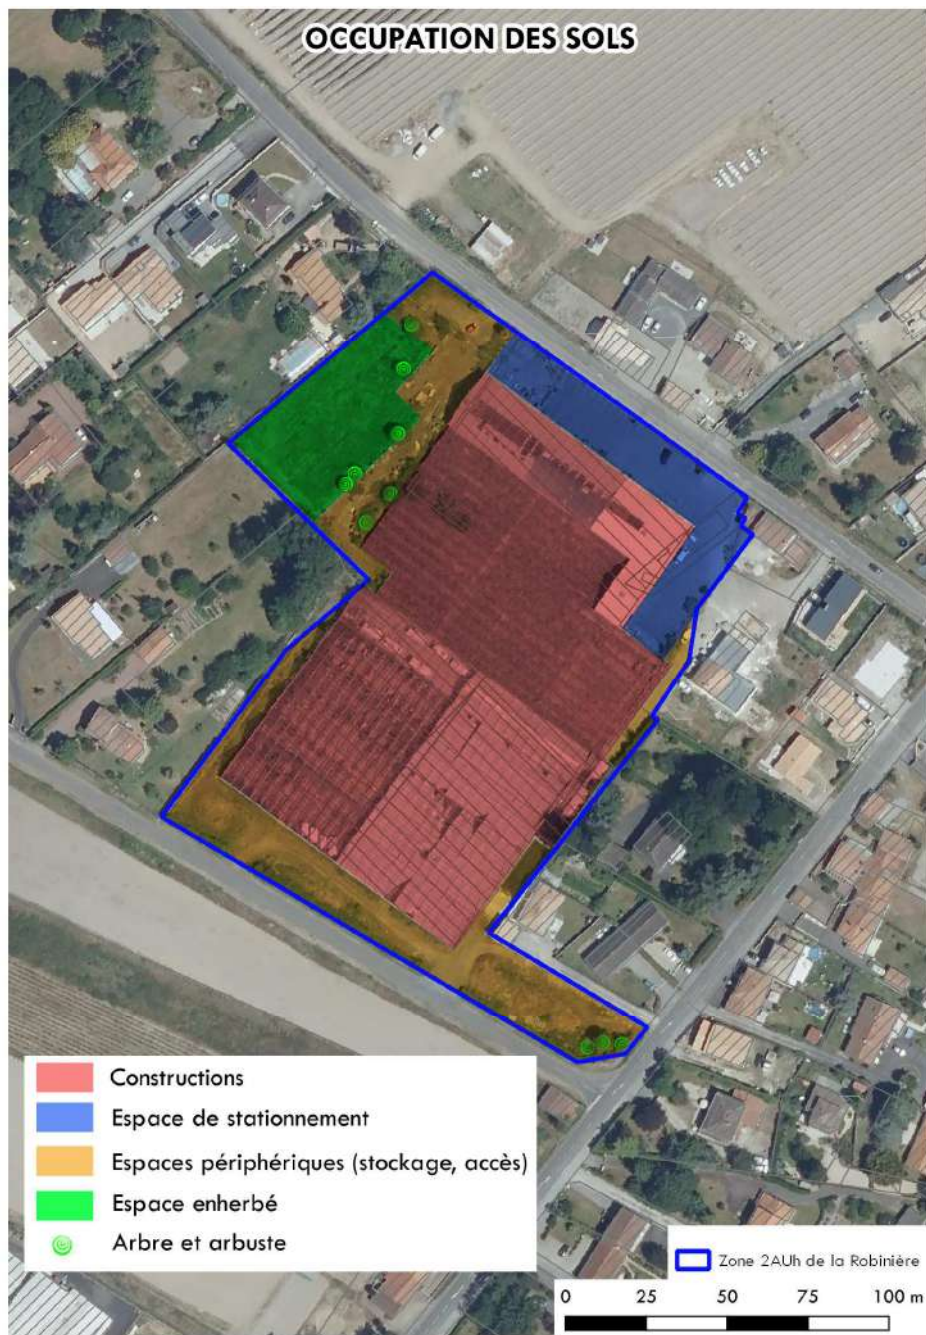 OCCUPATION DES SOLS
Constructions
Espace de stationnement
Espaces périphériques (stockage, accès)
Espace enherbé
Arbre et arbuste
Zone 2AUh de la Robinière
0 25 50 75 100 m